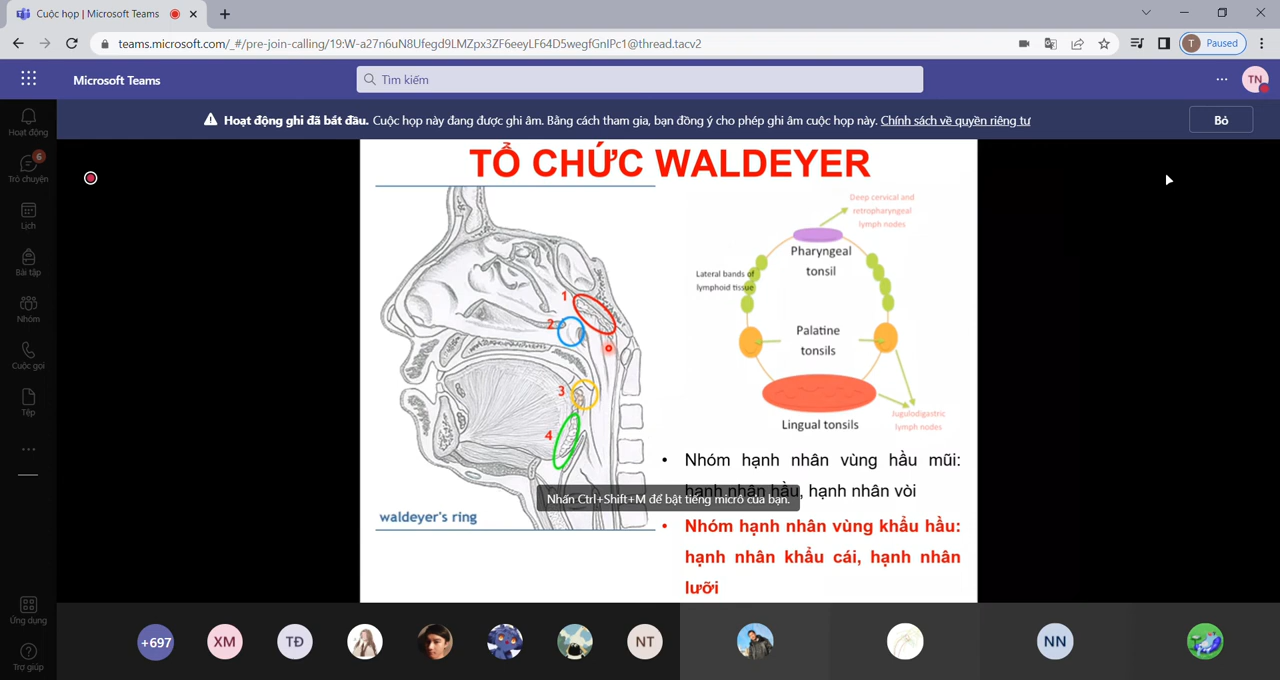 Cuộc họp | Microsoft Teams
teams.microsoft.com/_#/pre-join-calling/19:W-a27n6uN8Ufegd9LMZpx3ZF6eeyLF64D5wegfGnIPc1@thread.tacv2
T Paused
Microsoft Teams
Tìm kiếm
TN
Hoạt động ghi đã bắt đầu. Cuộc họp này đang được ghi âm. Bằng cách tham gia, bạn đồng ý cho phép ghi âm cuộc họp này. Chính sách về quyền riêng tư
Bỏ
Hoạt động
6
Trò chuyện
Lịch
Bài tập
Nhóm
Cuộc gọi
Tệp
Ứng dụng
Trợ giúp
TỔ CHỨC WALDEYER
1
2
3
4
waldeyer's ring
Deep cervical and
retropharyngeal
lymph nodes
Pharyngeal
tonsil
Lateral bands of
lymphoid tissue
Palatine
tonsils
Jugulodigastric
lymph nodes
Lingual tonsils
• Nhóm hạnh nhân vùng hầu mũi:
hạnh nhân hầu, hạnh nhân vòi
Nhấn Ctrl+Shift+M để bật tiếng micrô của bạn.
• Nhóm hạnh nhân vùng khẩu hầu:
hạnh nhân khẩu cái, hạnh nhân
lưỡi
+697
XM
TĐ
NT
NN